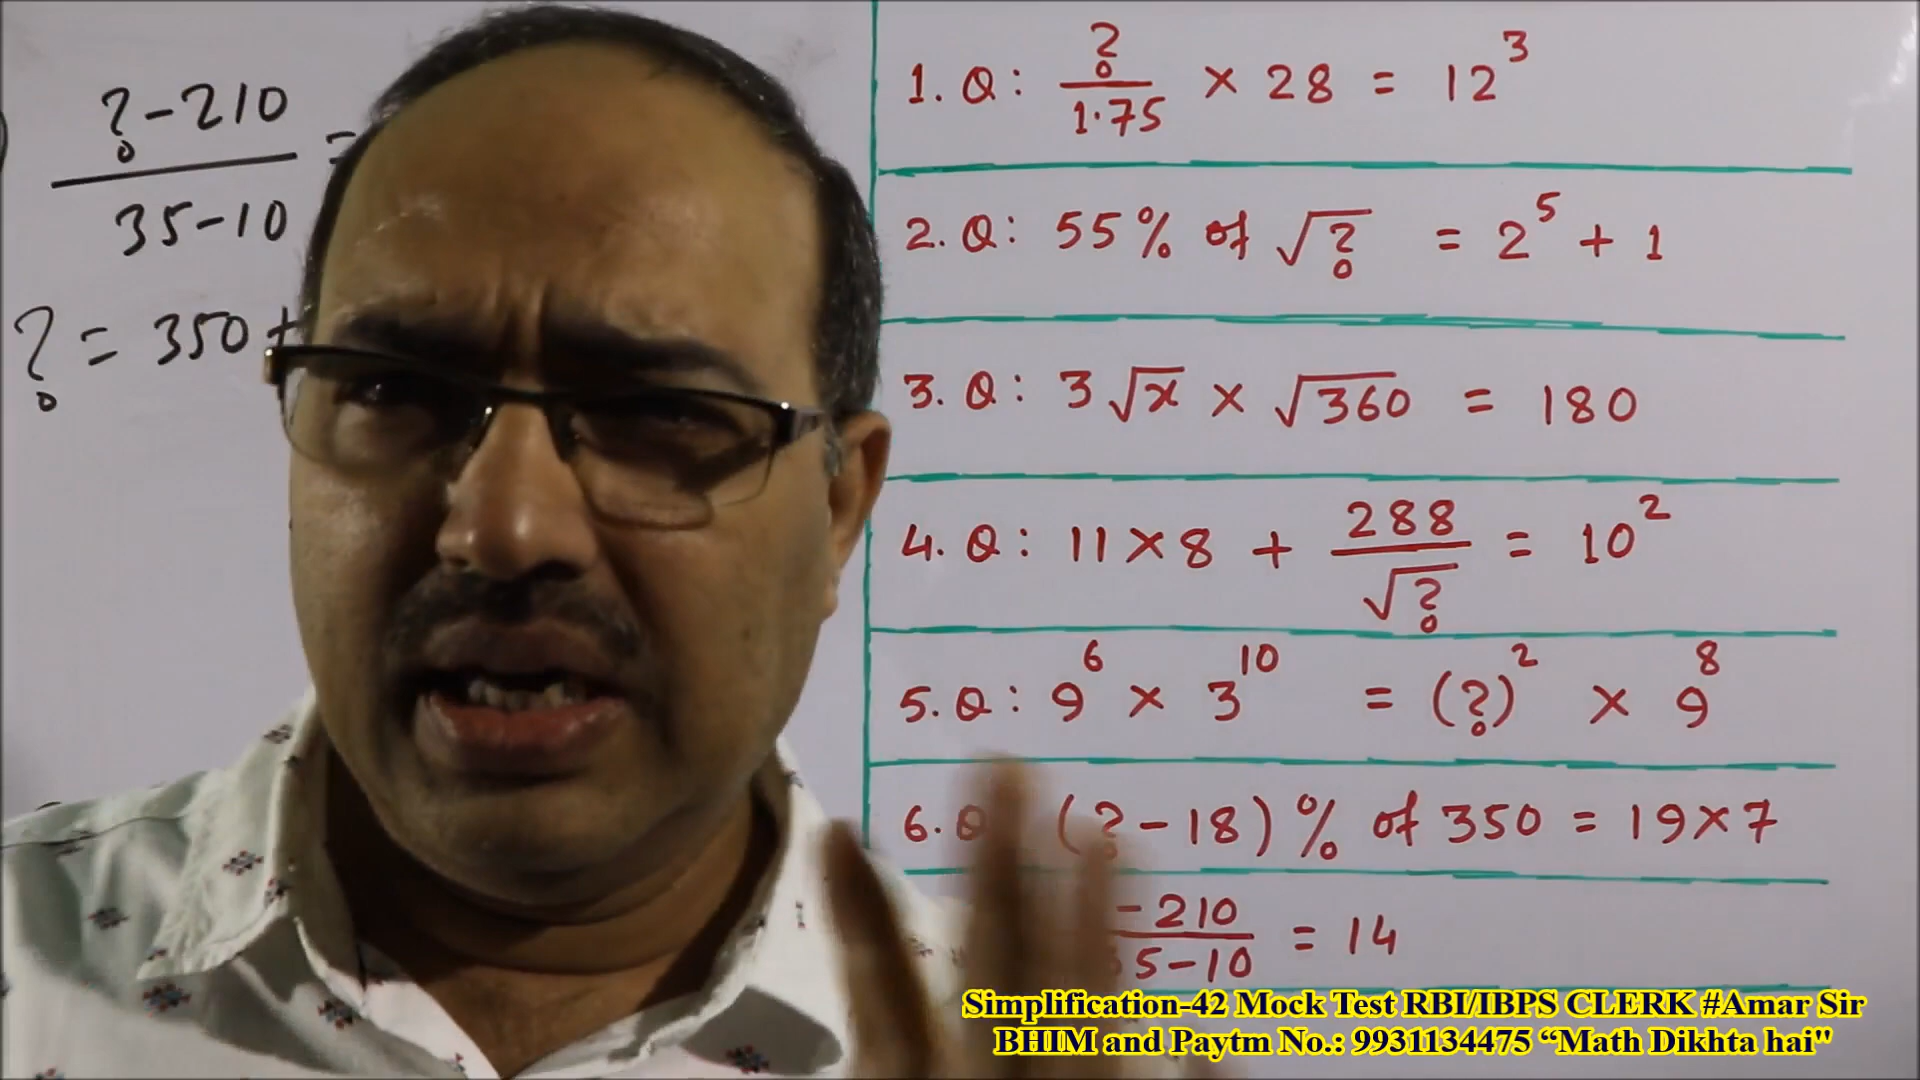 ?-210 =
35-10
? = 350 +
1. Q: ?/1.75 × 28 = 12³
2. Q: 55% of √? = 2⁵ + 1
3. Q: 3√x × √360 = 180
4. Q: 11 × 8 + 288/√? = 10²
5. Q: 9⁶ × 3¹⁰ = (?)² × 9⁸
6. Q (? - 18) % of 350 = 19 × 7
- 210 = 14
5 - 10
Simplification-42 Mock Test RBI/IBPS CLERK #Amar Sir
BHIM and Paytm No.: 9931134475 “Math Dikhta hai"